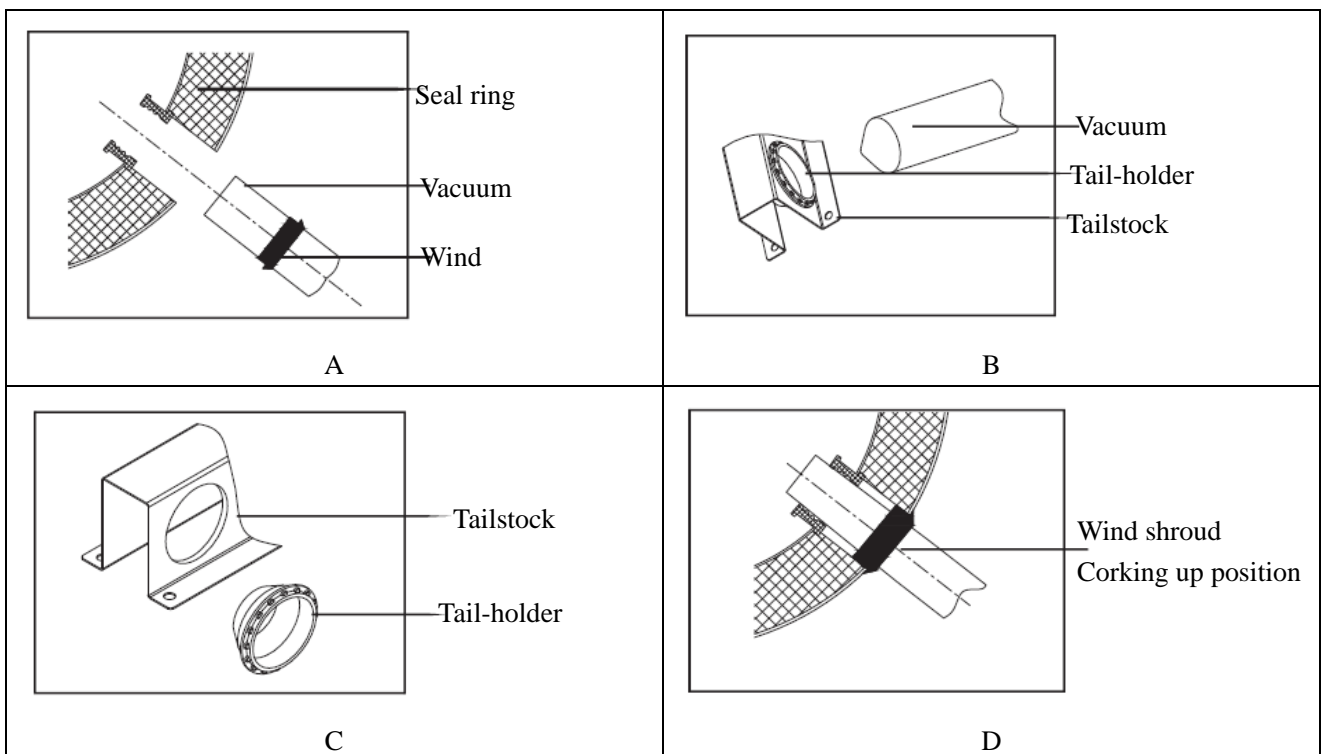 Seal ring
Vacuum
Wind
A
Vacuum
Tail-holder
Tailstock
B
Tailstock
Tail-holder
C
Wind shroud
Corking up position
D